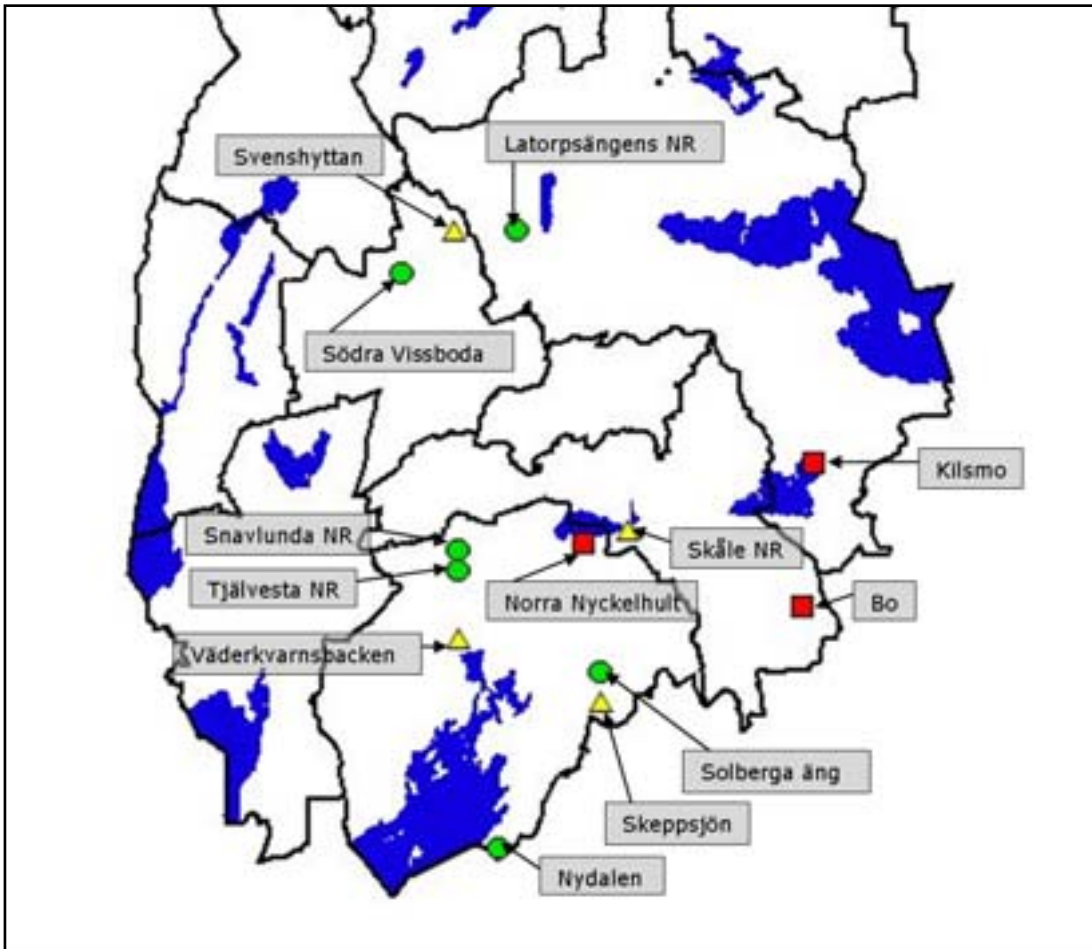 Latorpsängens NR
Svenshyttan
Södra Vissboda
Kilsmo
Snavlunda NR
Skåle NR
Tjälvesta NR
Norra Nyckelhult
Bo
Väderkvarnsbacken
Solberga äng
Skeppsjön
Nydalen